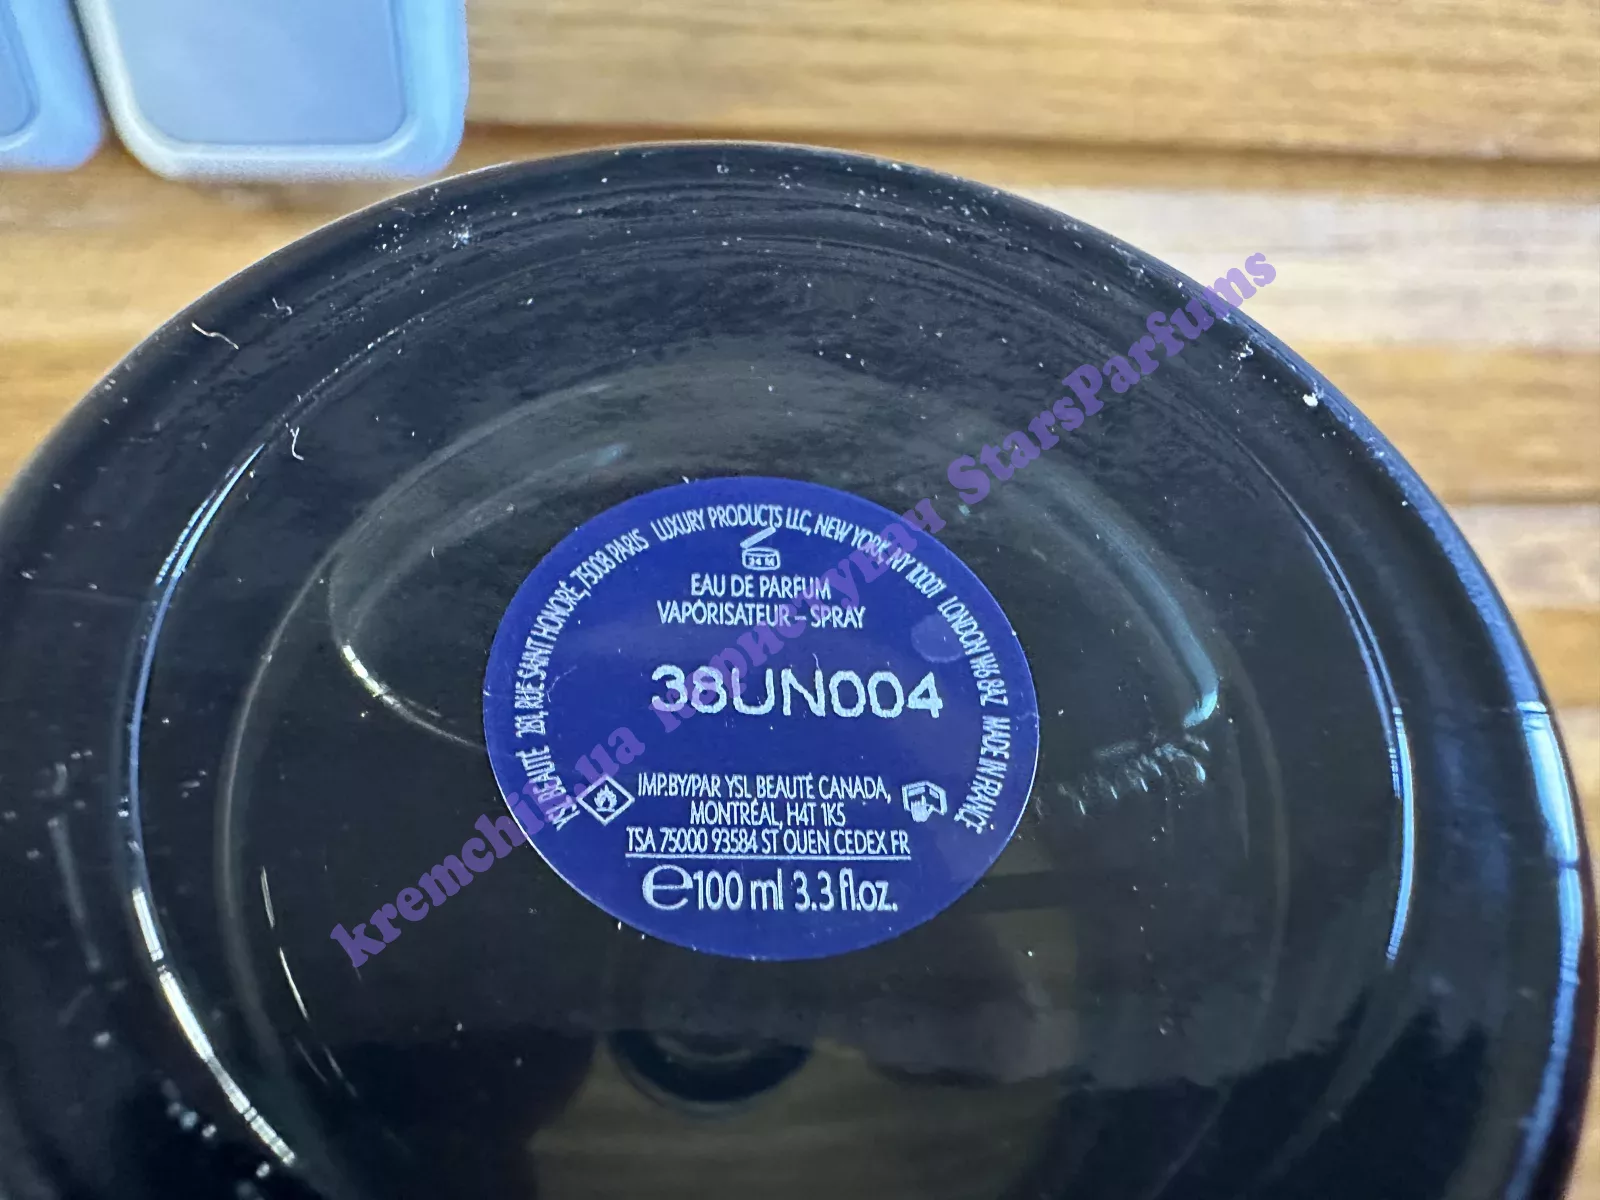 YSL BEAUTÉ 281, RUE SAINT HONORÉ, 75008 PARIS LUXURY PRODUCTS LLC, NEW YORK, NY 10001 LONDON W6 8AZ MADE IN FRANCE
24 M
EAU DE PARFUM
VAPORISATEUR – SPRAY
38UN004
IMP.BY/PAR YSL BEAUTÉ CANADA,
MONTRÉAL, H4T 1K5
TSA 75000 93584 ST OUEN CEDEX FR
e 100 ml 3.3 fl.oz.
kremchik.ua користувач StarsParfums